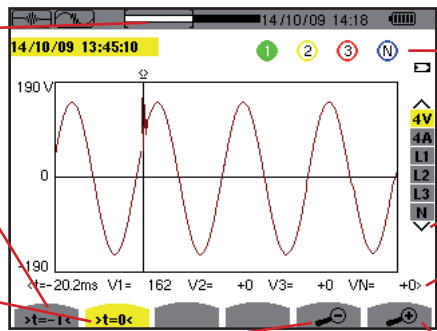 14/10/09 14:18
14/10/09 13:45:10
1 2 3 N
190 V
4V
4A
L1
L2
L3
N
0
-190
<t=-20.2ms V1= 162 V2= +0 V3= +0 VN= +0>
>t=-1< >t=0<